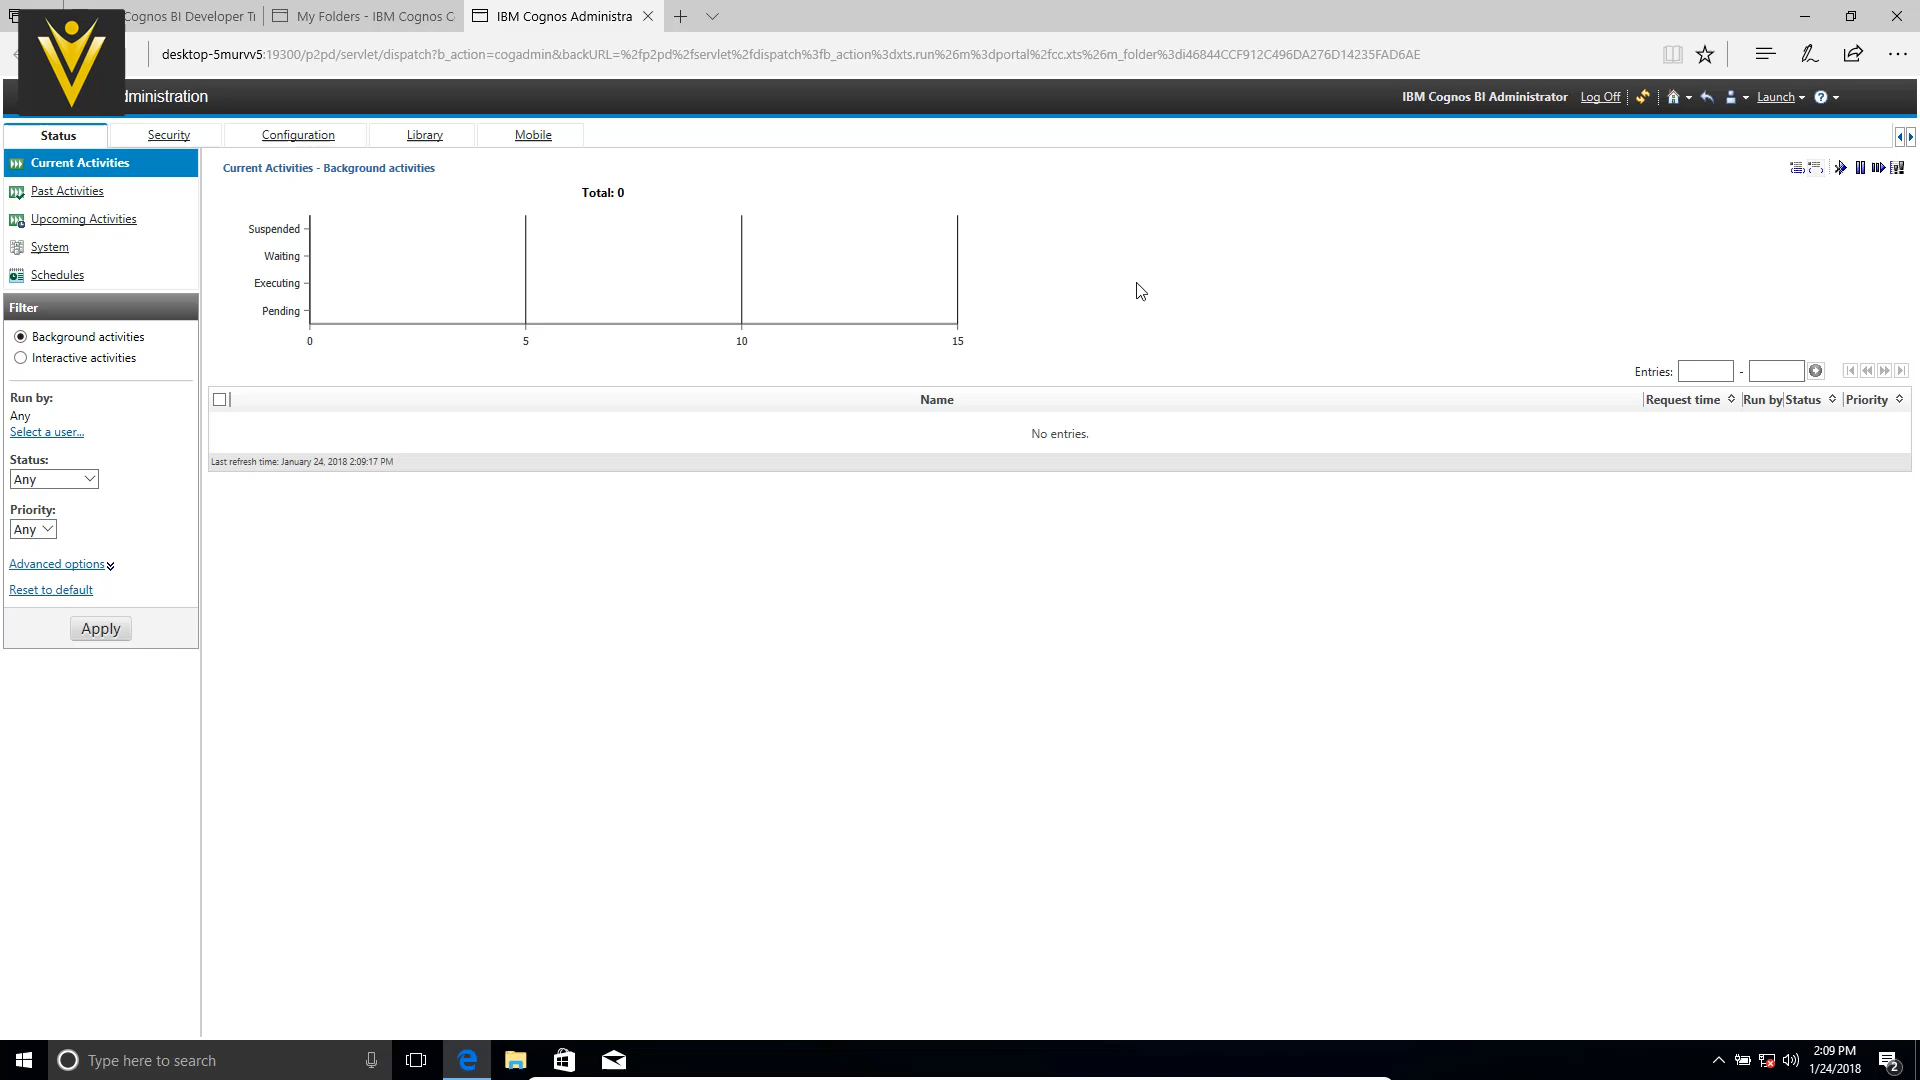 Cognos BI Developer Tr
My Folders - IBM Cognos C
IBM Cognos Administra
desktop-5murvv5:19300/p2pd/servlet/dispatch?b_action=cogadmin&backURL=%2fp2pd%2fservlet%2fdispatch%3fb_action%3dxts.run%26m%3dportal%2fcc.xts%26m_folder%3di46844CCF912C496DA276D14235FAD6AE
dministration
IBM Cognos BI Administrator
Log Off
Launch
Status
Security
Configuration
Library
Mobile
Current Activities
Past Activities
Upcoming Activities
System
Schedules
Filter
Background activities
Interactive activities
Run by:
Any
Select a user...
Status:
Any
Priority:
Any
Advanced options
Reset to default
Apply
Current Activities - Background activities
Total: 0
Suspended
Waiting
Executing
Pending
0 5 10 15
Entries: -
Name Request time Run by Status Priority
No entries.
Last refresh time: January 24, 2018 2:09:17 PM
Type here to search
2:09 PM
1/24/2018
2